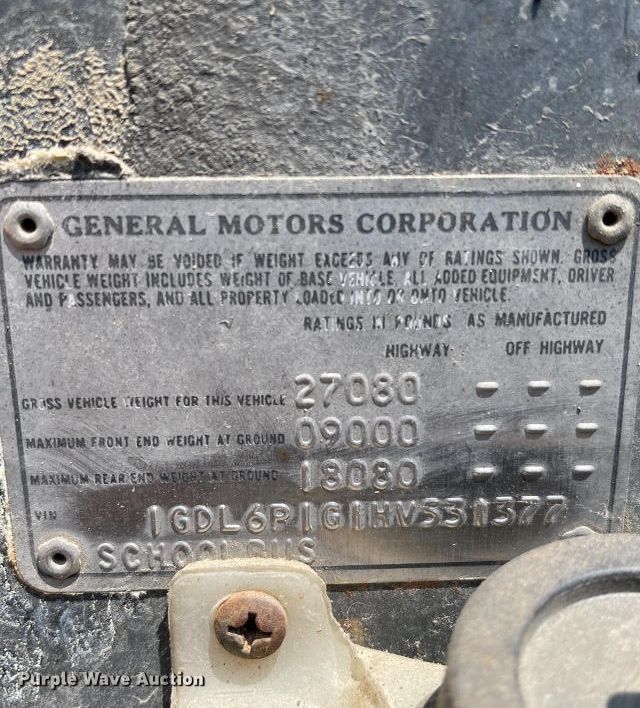 GENERAL MOTORS CORPORATION
WARRANTY MAY BE VOIDED IF WEIGHT EXCEEDS ANY OF RATINGS SHOWN. GROSS
VEHICLE WEIGHT INCLUDES WEIGHT OF BASE VEHICLE, ALL ADDED EQUIPMENT, DRIVER
AND PASSENGERS, AND ALL PROPERTY LOADED INTO OR ONTO VEHICLE.
RATINGS IN POUNDS AS MANUFACTURED
HIGHWAY OFF HIGHWAY
GROSS VEHICLE WEIGHT FOR THIS VEHICLE 27080 - - -
MAXIMUM FRONT END WEIGHT AT GROUND 09000 - - -
MAXIMUM REAR END WEIGHT AT GROUND 18080 - - -
VIN 1GDL6P1G1HV531377
SCHOOL BUS
Purple Wave Auction